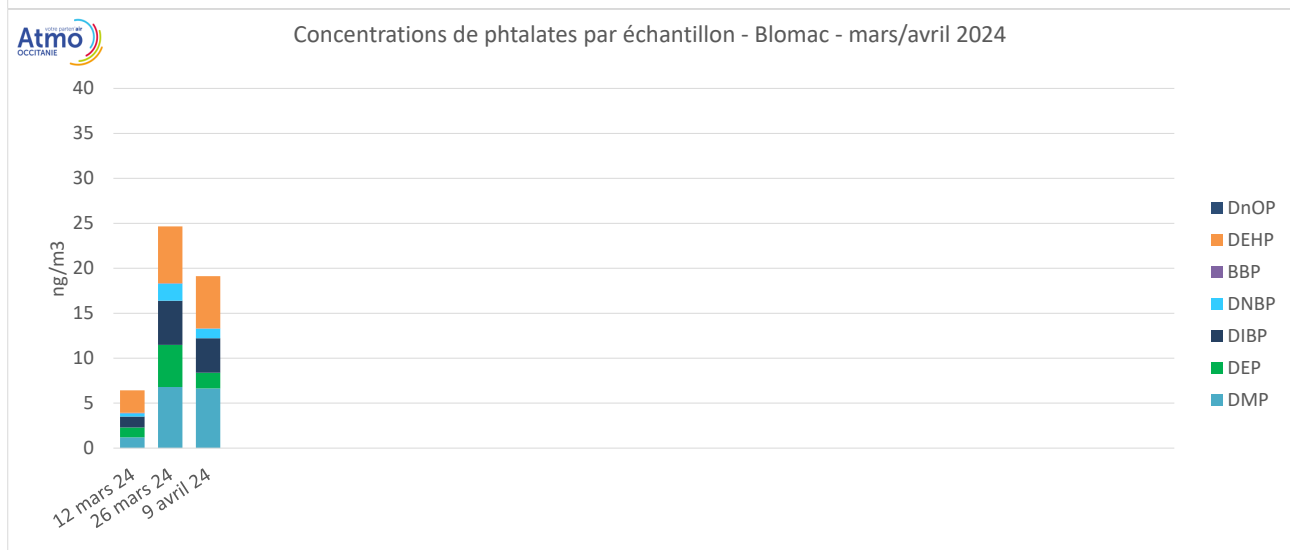 votre parten'air
Atmo
OCCITANIE
Concentrations de phtalates par échantillon - Blomac - mars/avril 2024
40
35
30
25
20
15
10
5
0
ng/m3
12 mars 24
26 mars 24
9 avril 24
DnOP
DEHP
BBP
DNBP
DIBP
DEP
DMP